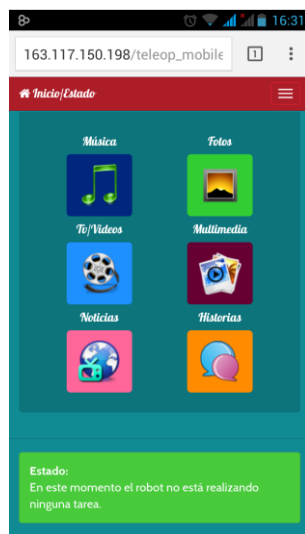 16:31
163.117.150.198/teleop_mobile
1
Inicio/Estado
Música
Fotos
Tv/Videos
Multimedia
Noticias
Historias
Estado:
En este momento el robot no está realizando
ninguna tarea.